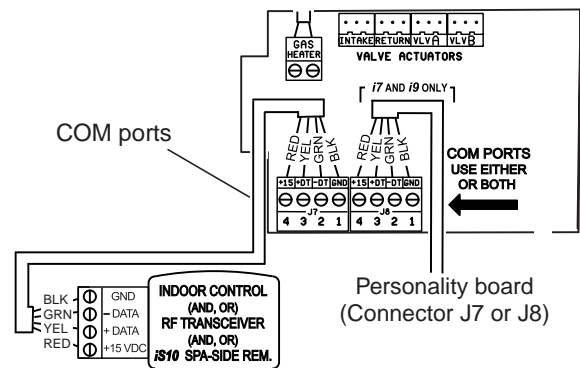 GAS
HEATER
INTAKE RETURN VLVA VLVB
VALVE ACTUATORS
i7 AND i9 ONLY
COM ports
RED YEL GRN BLK RED YEL GRN BLK
COM PORTS
USE EITHER
OR BOTH
+15 +DT -DT GND +15 +DT -DT GND
J7 J8
4 3 2 1 4 3 2 1
Personality board
(Connector J7 or J8)
BLK GND
GRN - DATA
YEL + DATA
RED +15 VDC
INDOOR CONTROL
(AND, OR)
RF TRANSCEIVER
(AND, OR)
iS10 SPA-SIDE REM.